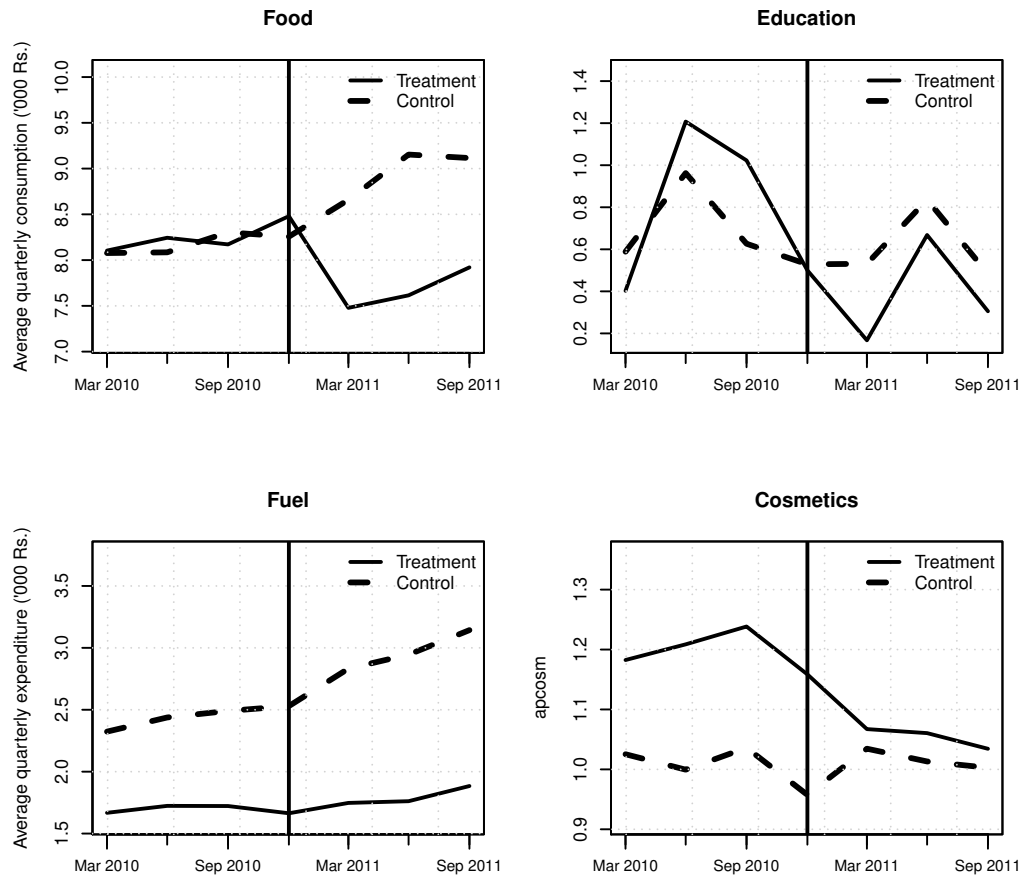 Food
Average quarterly consumption ('000 Rs.)
10.0
9.5
9.0
8.5
8.0
7.5
7.0
Treatment
Control
Mar 2010
Sep 2010
Mar 2011
Sep 2011
Education
1.4
1.2
1.0
0.8
0.6
0.4
0.2
Treatment
Control
Mar 2010
Sep 2010
Mar 2011
Sep 2011
Fuel
Average quarterly expenditure ('000 Rs.)
3.5
3.0
2.5
2.0
1.5
Treatment
Control
Mar 2010
Sep 2010
Mar 2011
Sep 2011
Cosmetics
apcosm
1.3
1.2
1.1
1.0
0.9
Treatment
Control
Mar 2010
Sep 2010
Mar 2011
Sep 2011